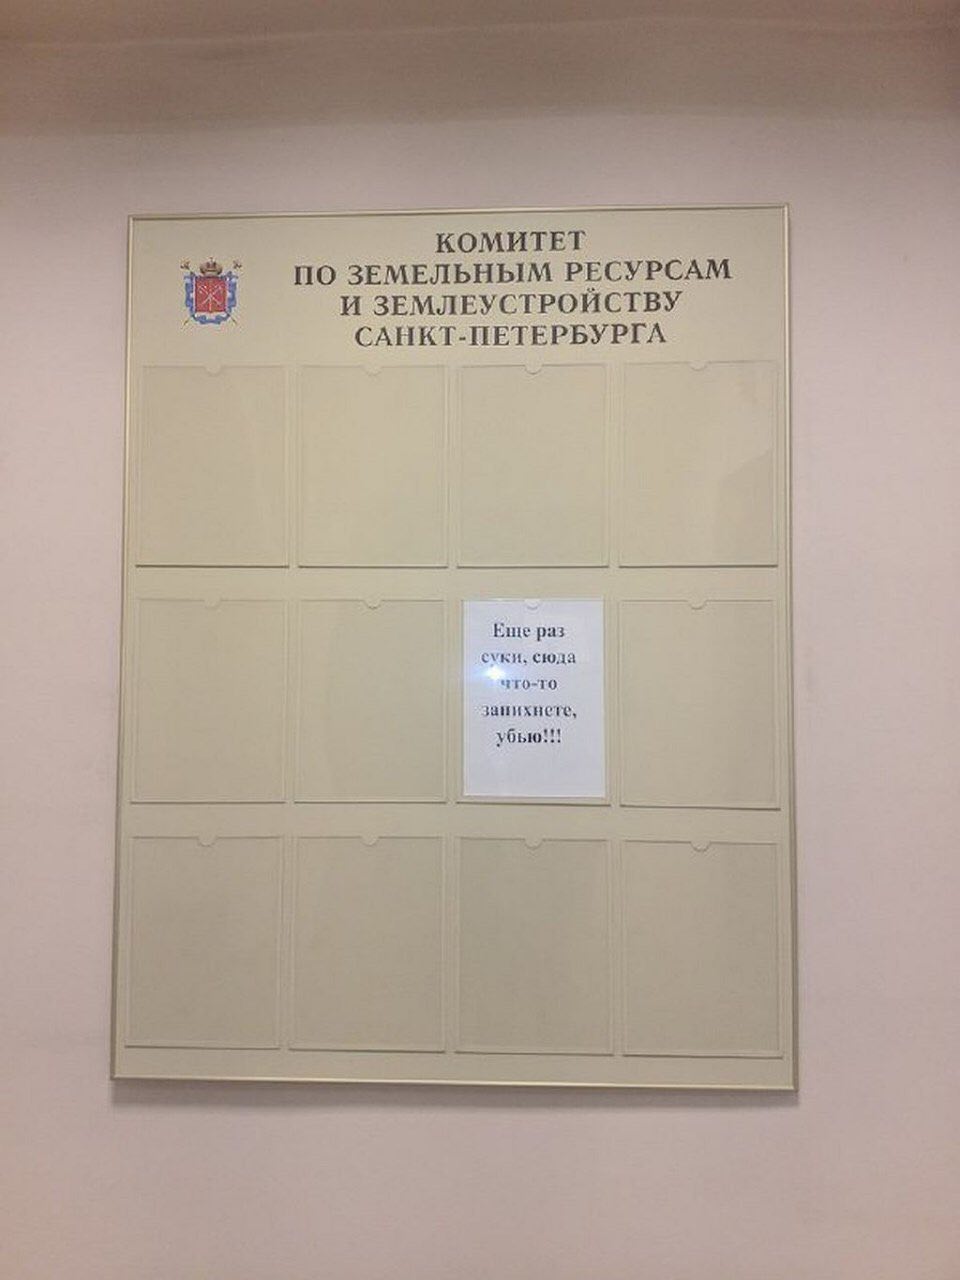 КОМИТЕТ
ПО ЗЕМЕЛЬНЫМ РЕСУРСАМ
И ЗЕМЛЕУСТРОЙСТВУ
САНКТ-ПЕТЕРБУРГА
Еще раз
суки, сюда
что-то
запихнете,
убью!!!